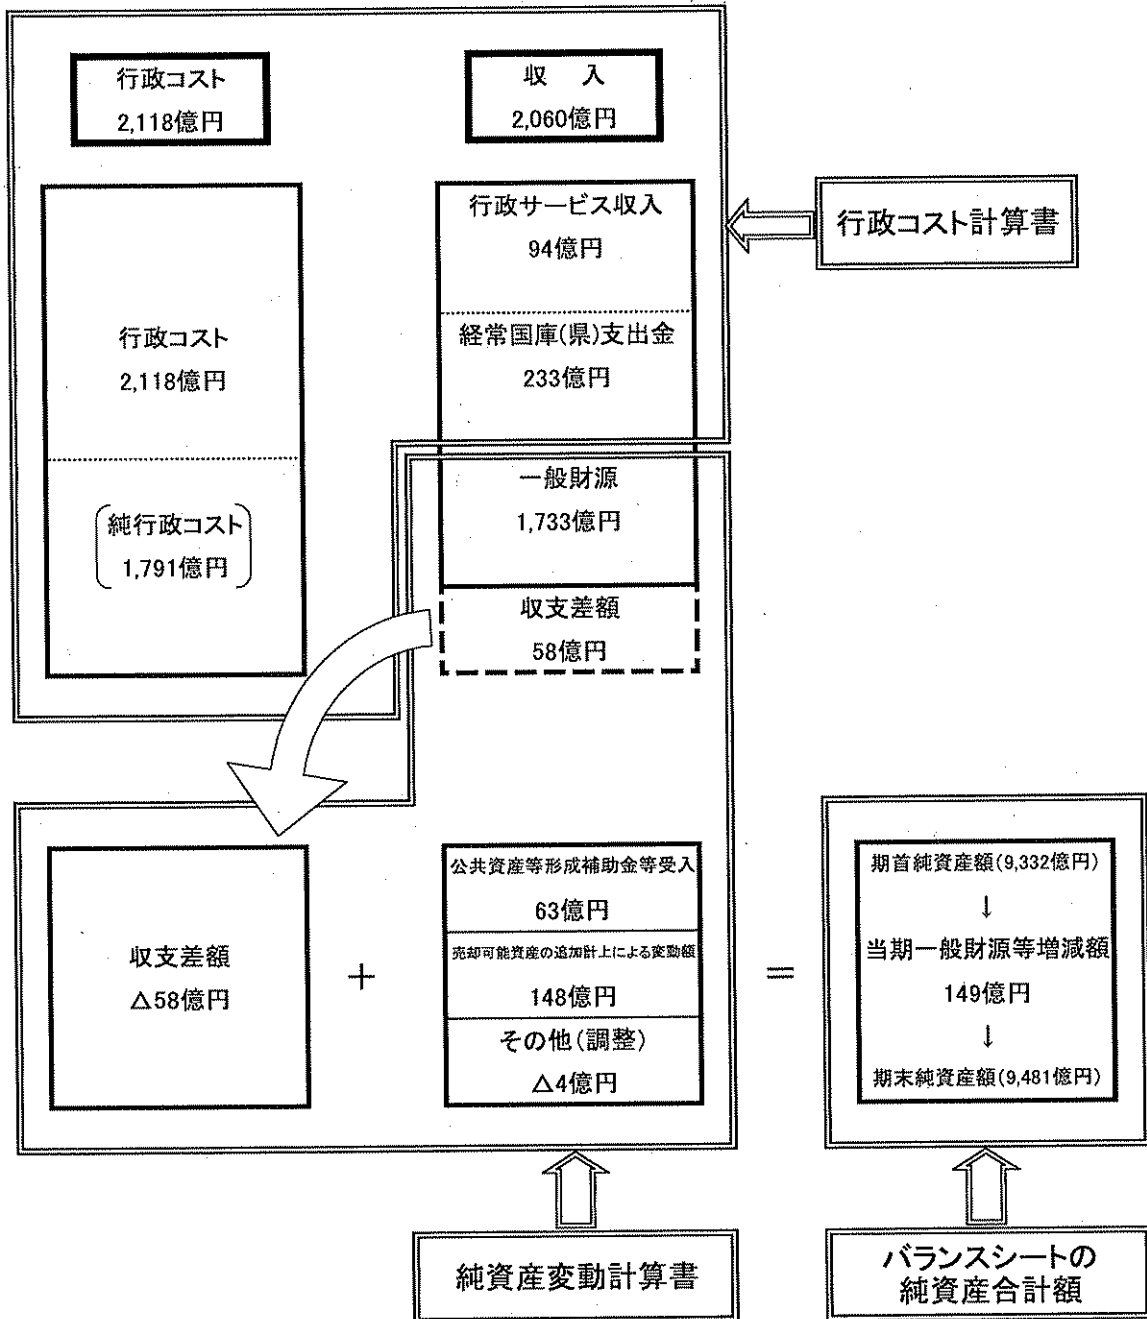 行政コスト
2,118億円
収　入
2,060億円
行政コスト
2,118億円
純行政コスト
1,791億円
行政サービス収入
94億円
経常国庫(県)支出金
233億円
一般財源
1,733億円
収支差額
58億円
行政コスト計算書
収支差額
△58億円
+
公共資産等形成補助金等受入
63億円
売却可能資産の追加計上による変動額
148億円
その他(調整)
△4億円
=
期首純資産額(9,332億円)
↓
当期一般財源等増減額
149億円
↓
期末純資産額(9,481億円)
純資産変動計算書
バランスシートの
純資産合計額